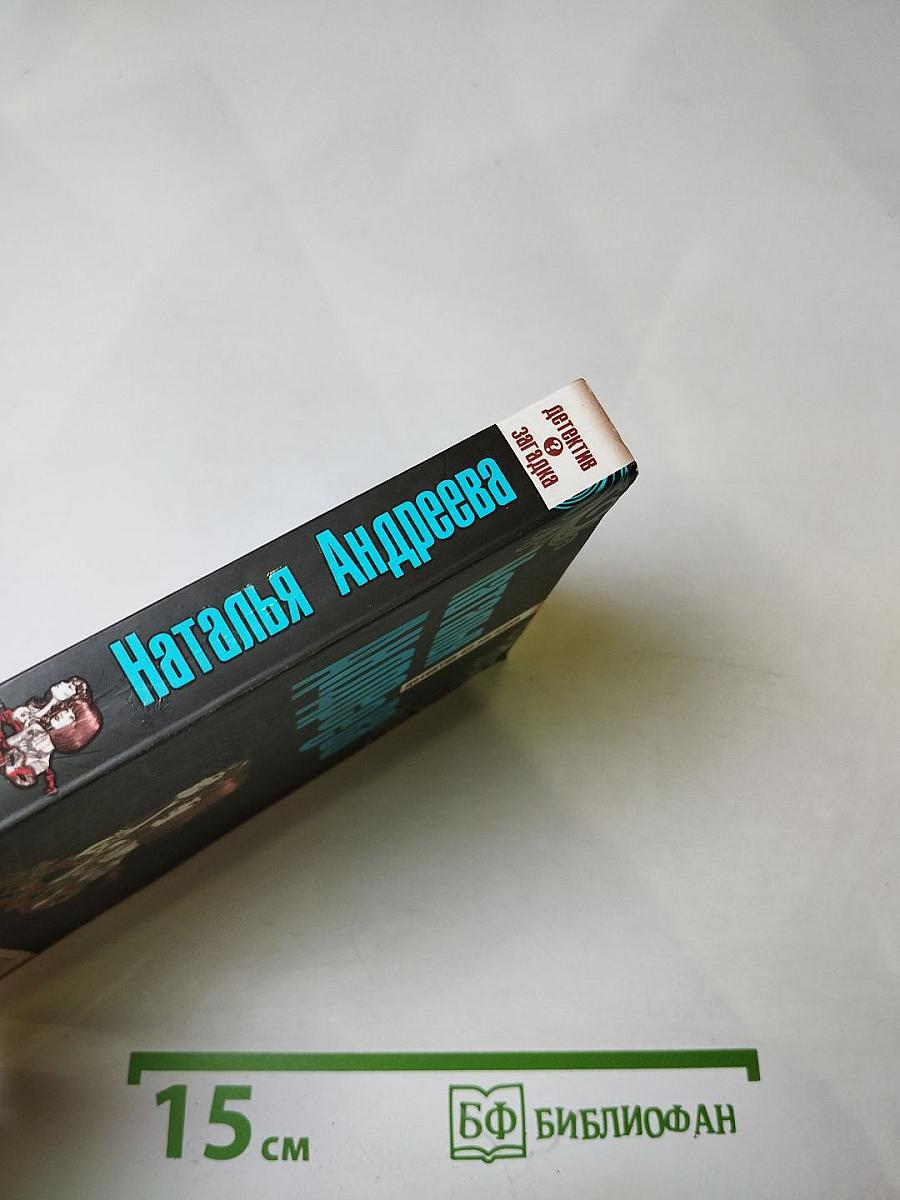 детектив
?
загадка
Наталья Андреева
15 см
БФ БИБЛИОФАН